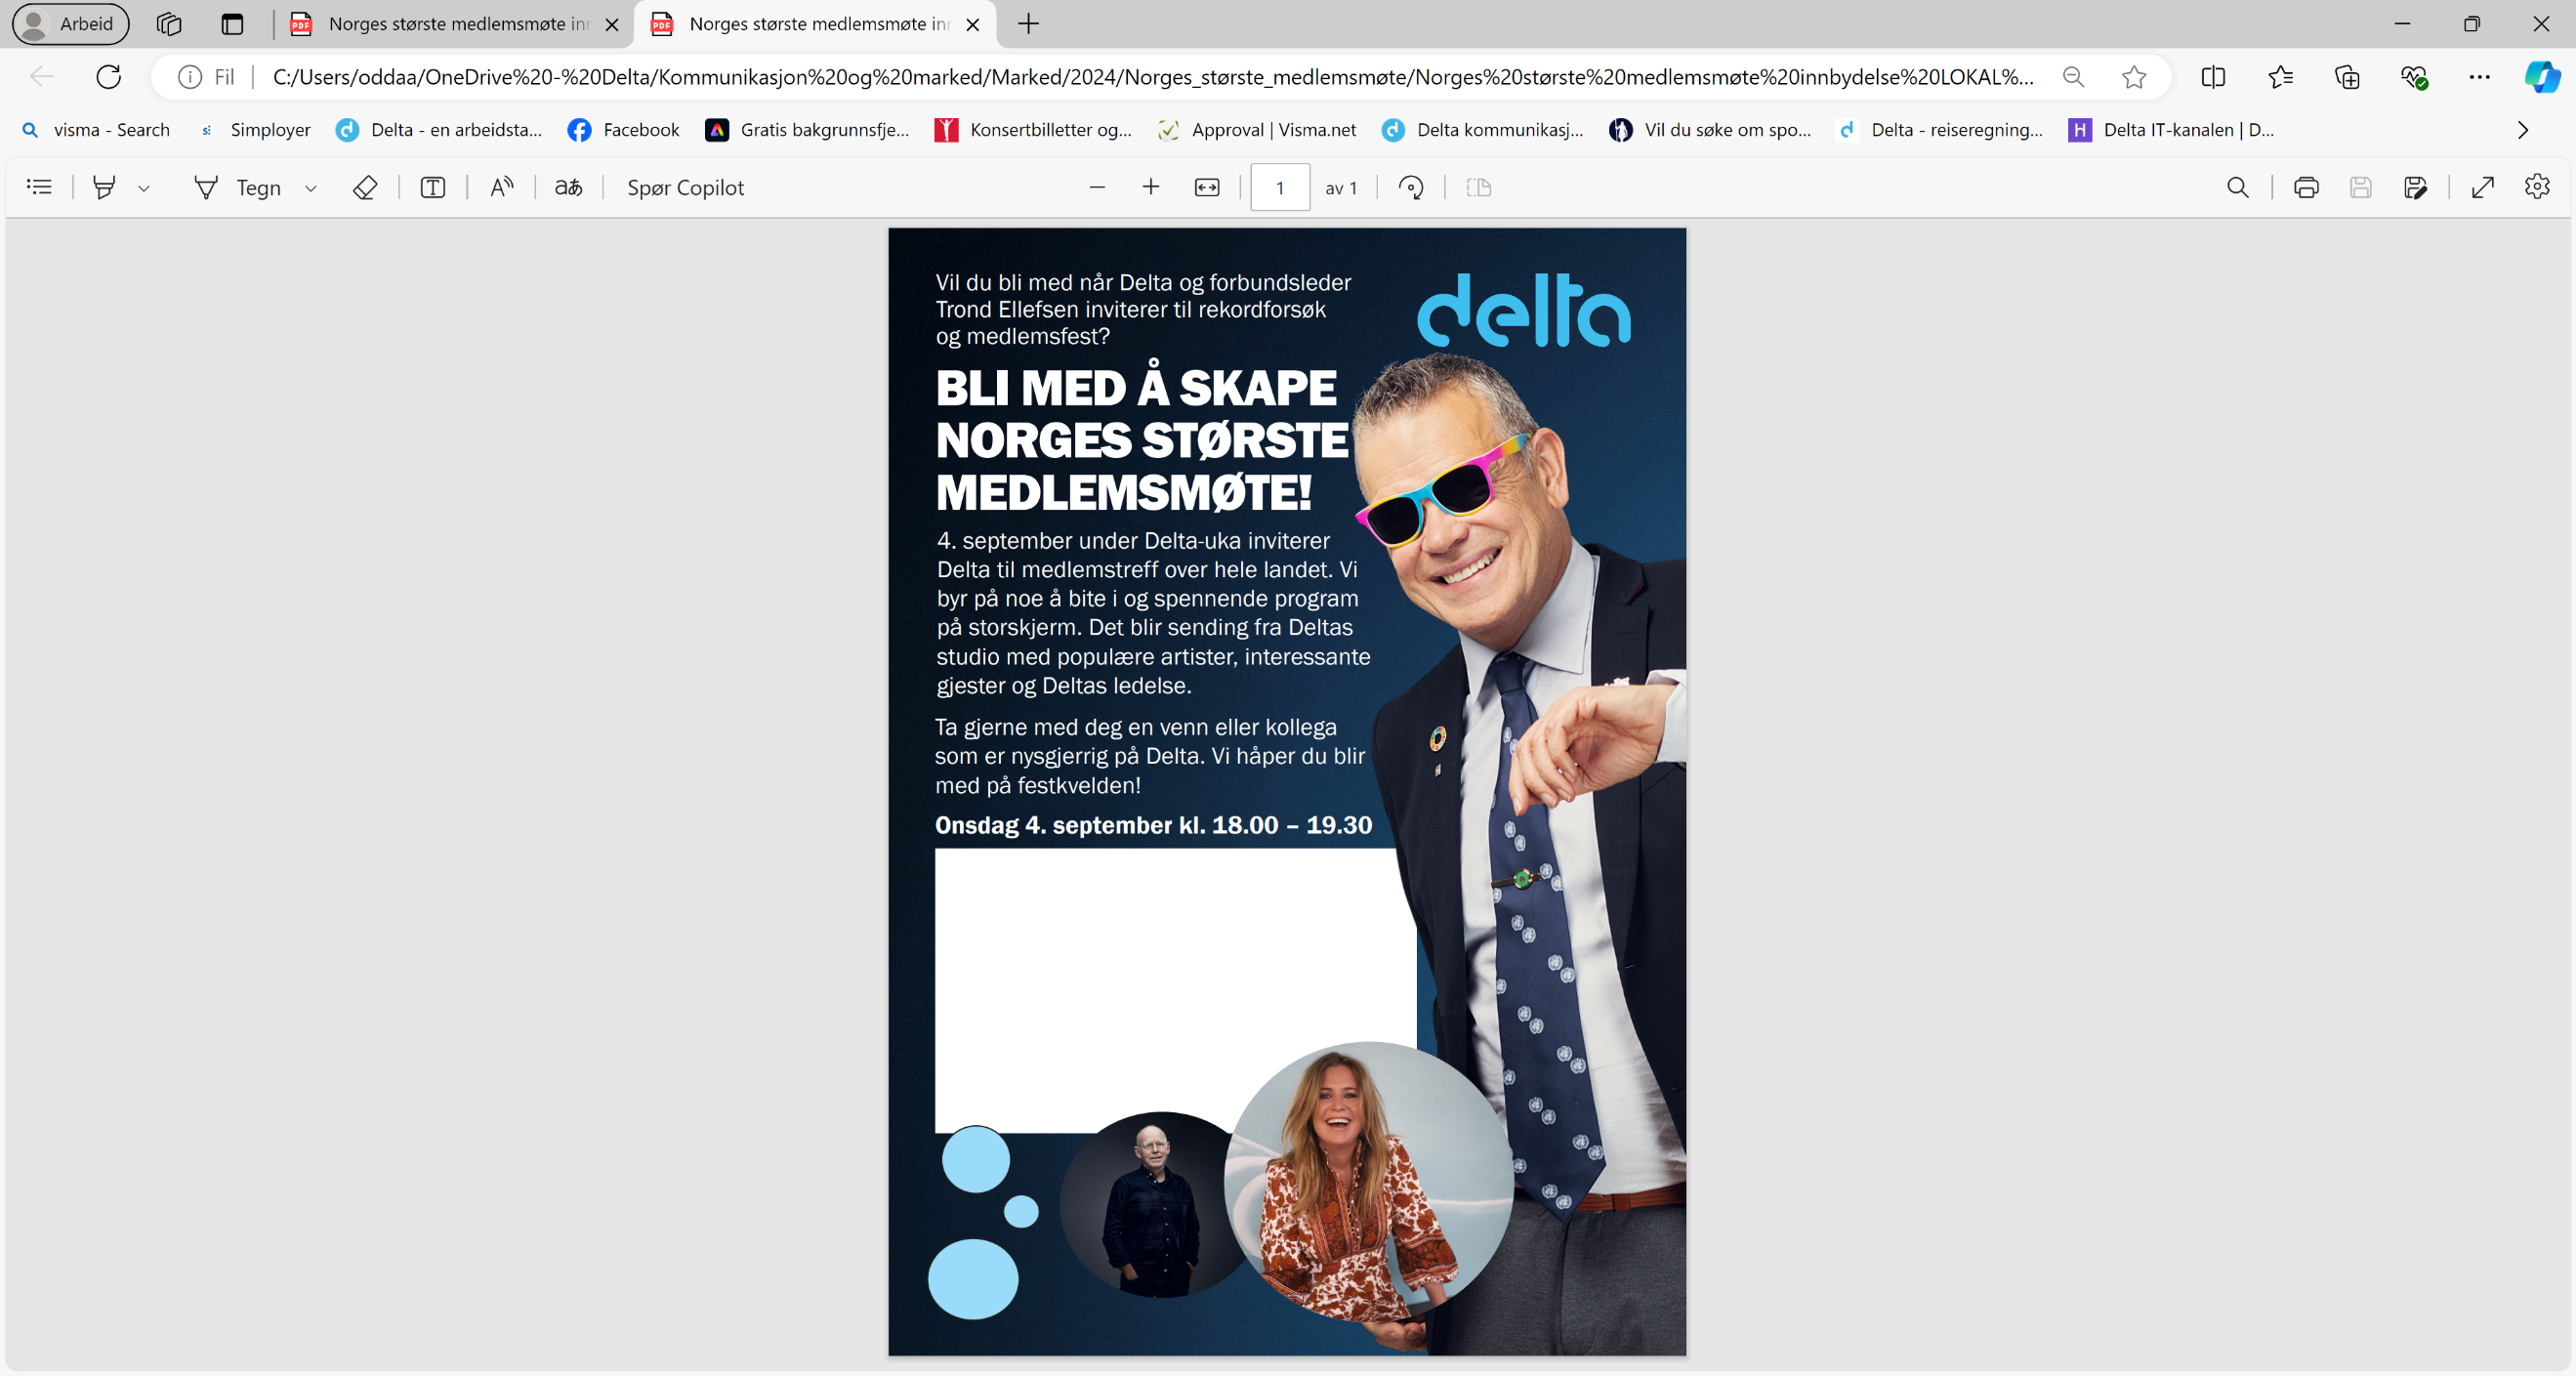 Arbeid
Norges største medlemsmøte inn
Norges største medlemsmøte inn
Fil
C:/Users/oddaa/OneDrive%20-%20Delta/Kommunikasjon%20og%20marked/Marked/2024/Norges_største_medlemsmøte/Norges%20største%20medlemsmøte%20innbydelse%20LOKAL%...
visma - Search
Simployer
Delta - en arbeidsta...
Facebook
Gratis bakgrunnsfje...
Konsertbilletter og...
Approval | Visma.net
Delta kommunikasj...
Vil du søke om spo...
Delta - reiseregning...
Delta IT-kanalen | D...
Tegn
Spør Copilot
1
av 1
Vil du bli med når Delta og forbundsleder
Trond Ellefsen inviterer til rekordforsøk
og medlemsfest?
delta
BLI MED Å SKAPE
NORGES STØRSTE
MEDLEMSMØTE!
4. september under Delta-uka inviterer
Delta til medlemstreff over hele landet. Vi
byr på noe å bite i og spennende program
på storskjerm. Det blir sending fra Deltas
studio med populære artister, interessante
gjester og Deltas ledelse.
Ta gjerne med deg en venn eller kollega
som er nysgjerrig på Delta. Vi håper du blir
med på festkvelden!
Onsdag 4. september kl. 18.00 – 19.30